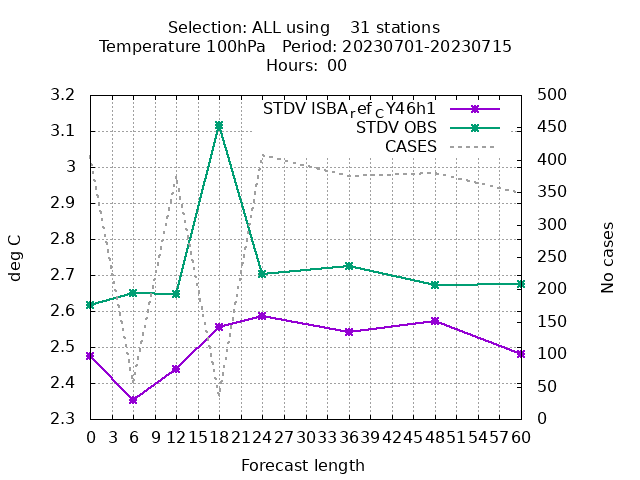 Selection: ALL using    31 stations
Temperature 100hPa   Period: 20230701-20230715
Hours:  00
STDV ISBA_ref_CY46h1
STDV OBS
CASES
3.2
3.1
3
2.9
2.8
2.7
2.6
2.5
2.4
2.3
deg C
500
450
400
350
300
250
200
150
100
50
0
No cases
0 3 6 9 12 15 18 21 24 27 30 33 36 39 42 45 48 51 54 57 60
Forecast length